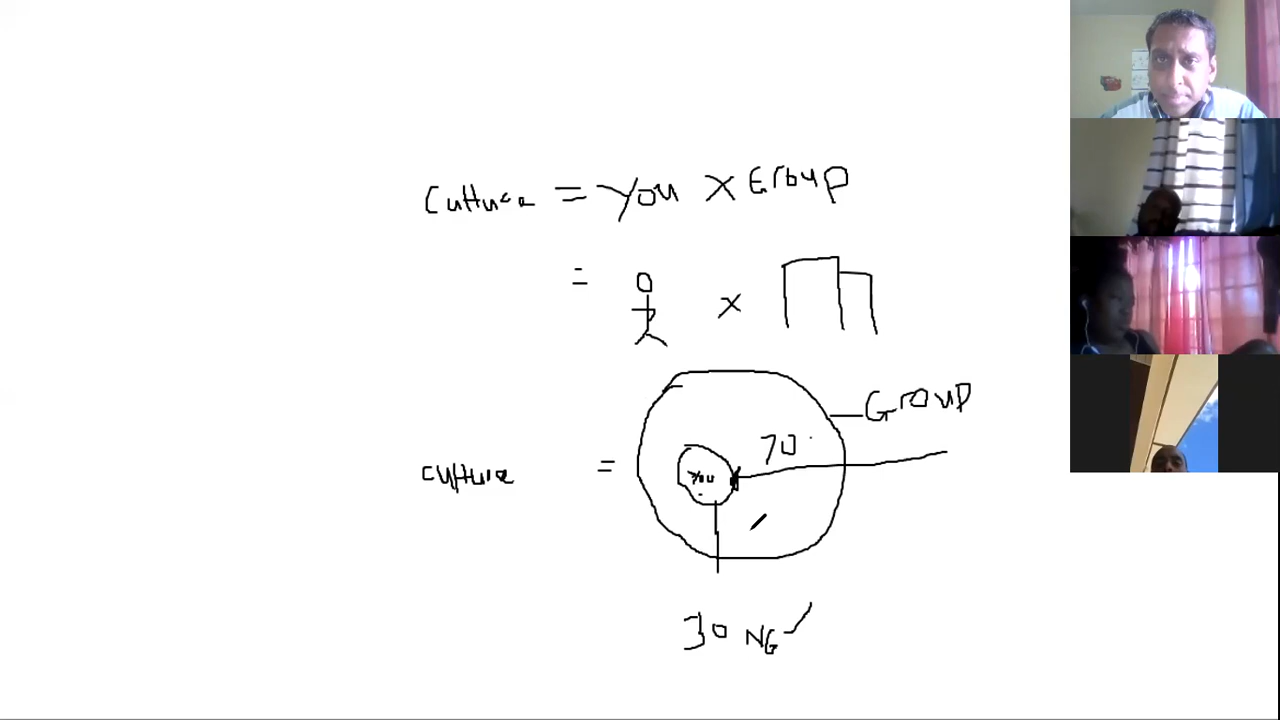 Culture = You X Group
= X
Group
70
You
Culture =
30 NG